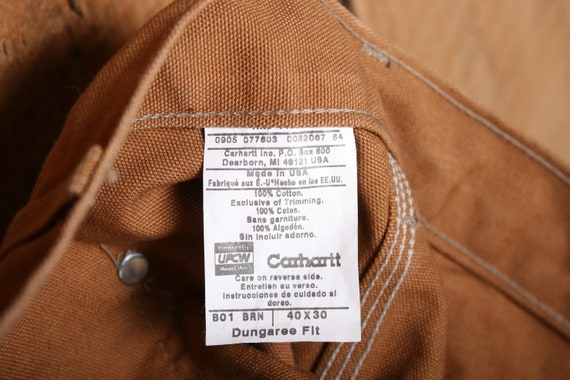 0905 077603 0082067 64
Carhartt Inc. P.O. Box 600
Dearborn, MI 48121 USA
Made in USA
Fabriqué aux É.-U*Hecho en los EE.UU.
100% Cotton.
Exclusive of Trimming.
100% Coton.
Sans garniture.
100% Algodón.
Sin incluir adorno.
UFCW
Carhartt
Care on reverse side.
Entretien au verso.
Instrucciones de cuidado al
dorso.
B01 BRN 40X30
Dungaree Fit